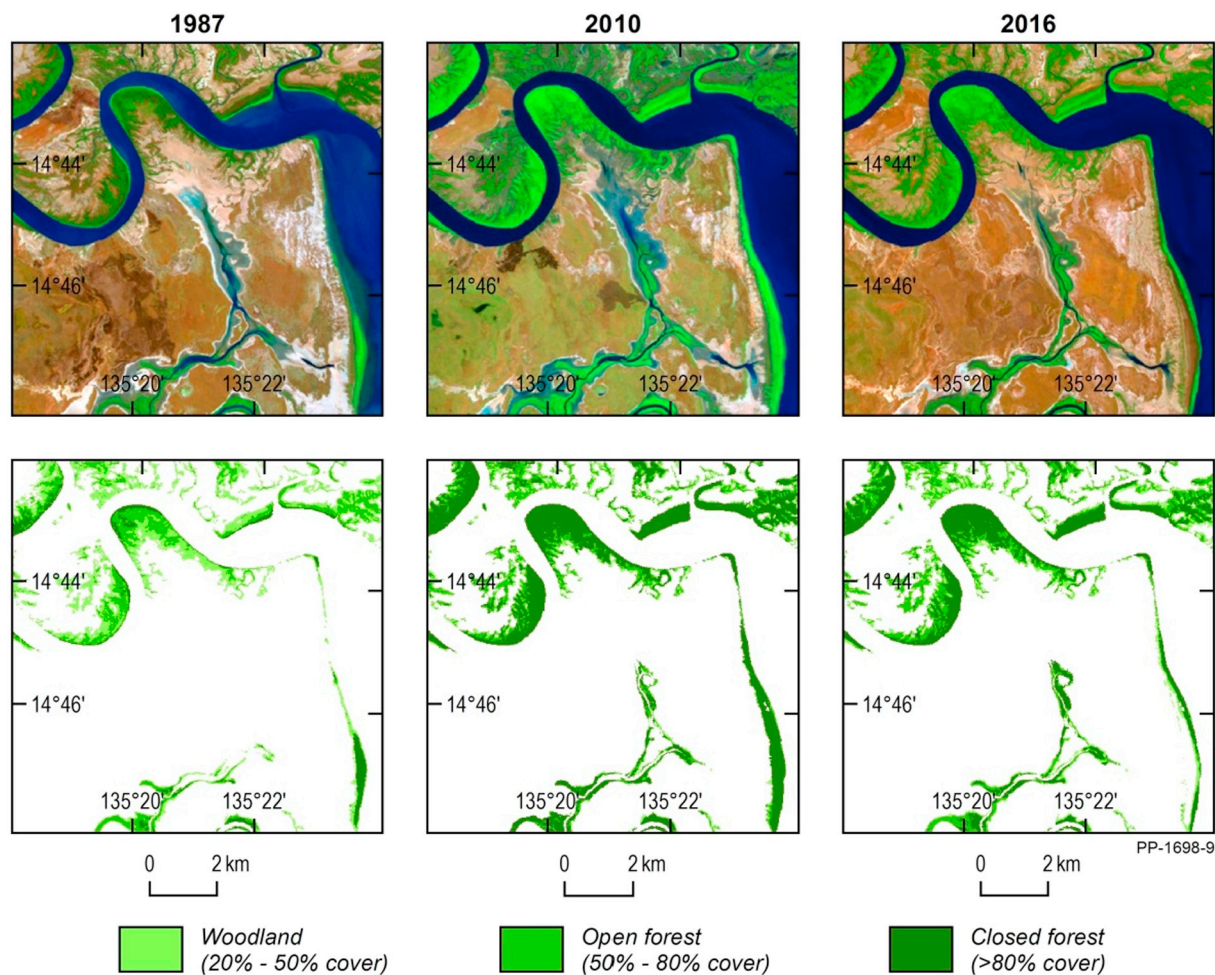 1987
2010
2016
14°44'
14°44'
14°44'
14°46'
14°46'
14°46'
135°20' 135°22'
135°20' 135°22'
135°20' 135°22'
14°44'
14°44'
14°44'
14°46'
14°46'
14°46'
135°20' 135°22'
135°20' 135°22'
135°20' 135°22'
PP-1698-9
0 2 km
0 2 km
0 2 km
Woodland
(20% - 50% cover)
Open forest
(50% - 80% cover)
Closed forest
(>80% cover)